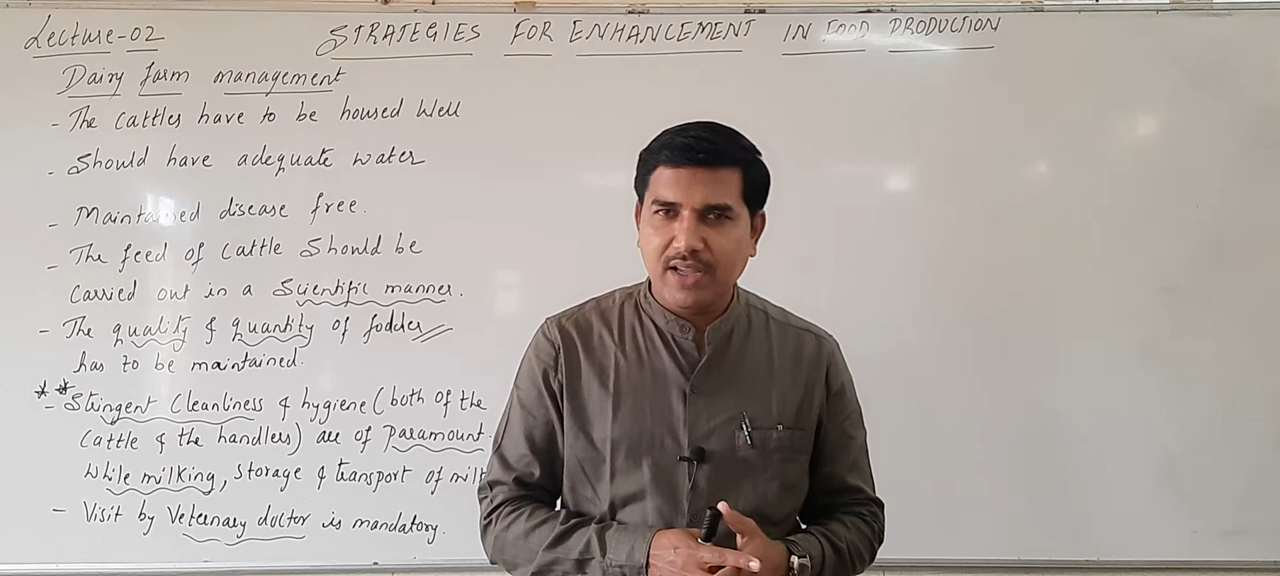 Lecture-02
STRATEGIES FOR ENHANCEMENT IN FOOD PRODUCTION
Dairy farm management
- The Cattles have to be housed Well
- Should have adequate water
- Maintained disease free.
- The feed of Cattle Should be
Carried out in a Scientific manner.
- The quality & quantity of fodder
has to be maintained.
** - Stringent Cleanliness & hygiene (both of the
Cattle & the handlers) are of Paramount.
While milking, Storage & transport of milk
- Visit by Veternary doctor is mandatory.